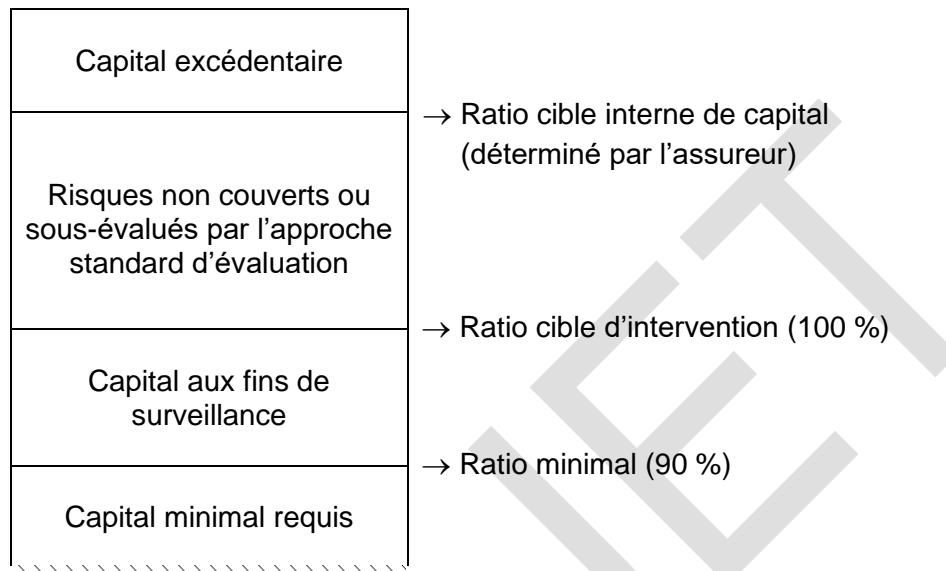 Capital excédentaire
→ Ratio cible interne de capital
(déterminé par l’assureur)
Risques non couverts ou
sous-évalués par l’approche
standard d’évaluation
→ Ratio cible d’intervention (100 %)
Capital aux fins de
surveillance
→ Ratio minimal (90 %)
Capital minimal requis